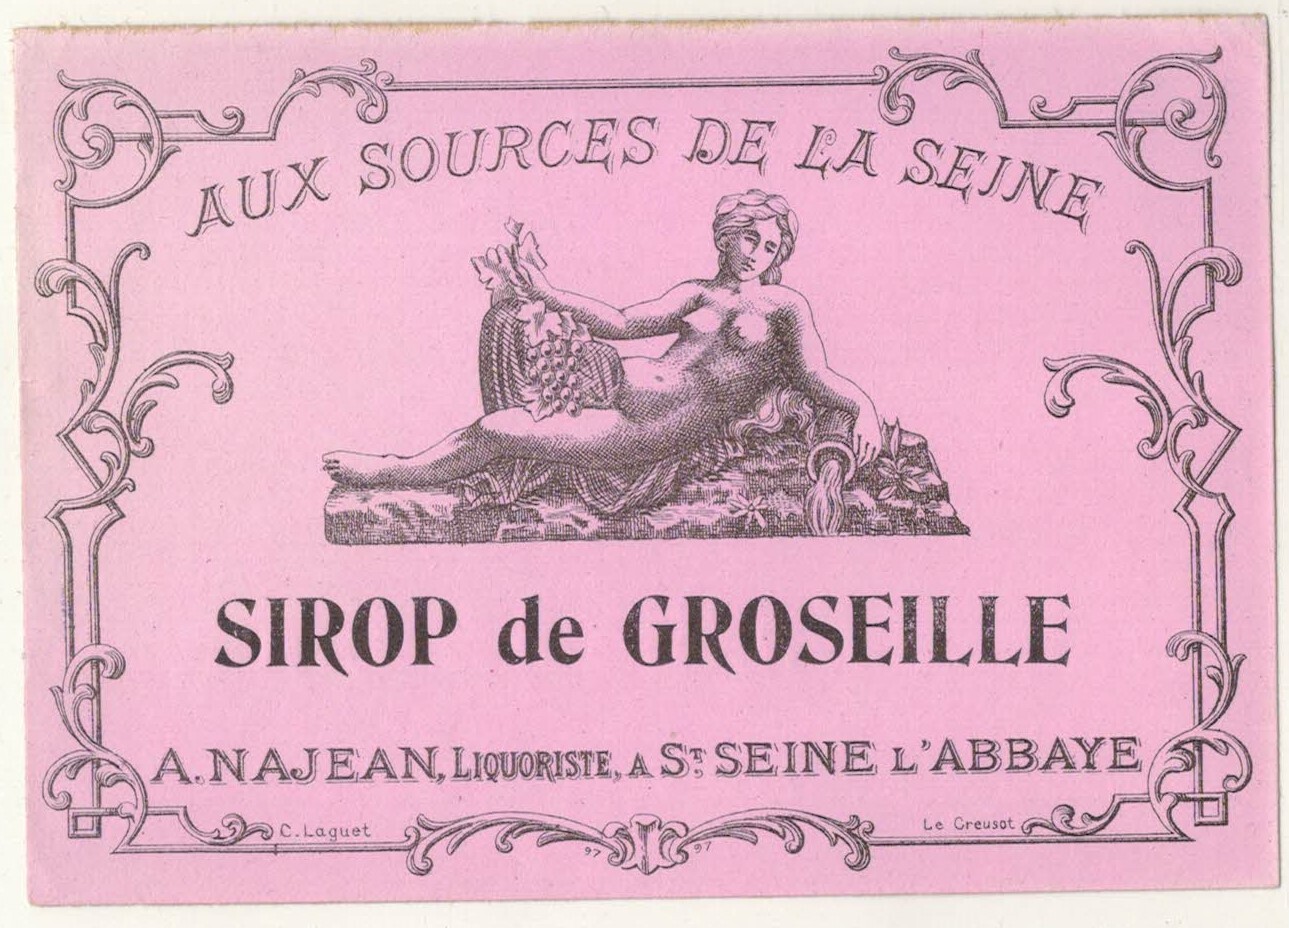 AUX SOURCES DE LA SEINE
SIROP de GROSEILLE
A. NAJEAN, LIQUORISTE, A ST SEINE L'ABBAYE
C. Laguet
97 97
Le Creusot